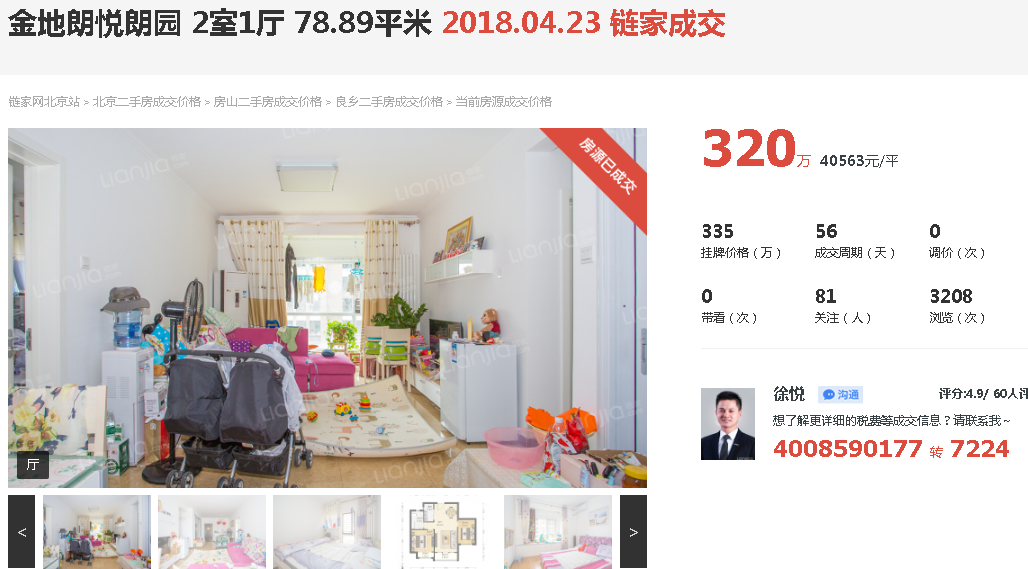 金地朗悦朗园 2室1厅 78.89平米 2018.04.23 链家成交
链家网北京站 > 北京二手房成交价格 > 房山二手房成交价格 > 良乡二手房成交价格 > 当前房源成交价格
房源已成交
lianjia
lianjia
lianjia
lianjia
lianjia
lianjia
厅
<
>
320万 40563元/平
335 56 0
挂牌价格（万） 成交周期（天） 调价（次）
0 81 3208
带看（次） 关注（人） 浏览（次）
徐悦 沟通 评分:4.9/ 60人评
想了解更详细的税费等成交信息？请联系我~
4008590177 转 7224